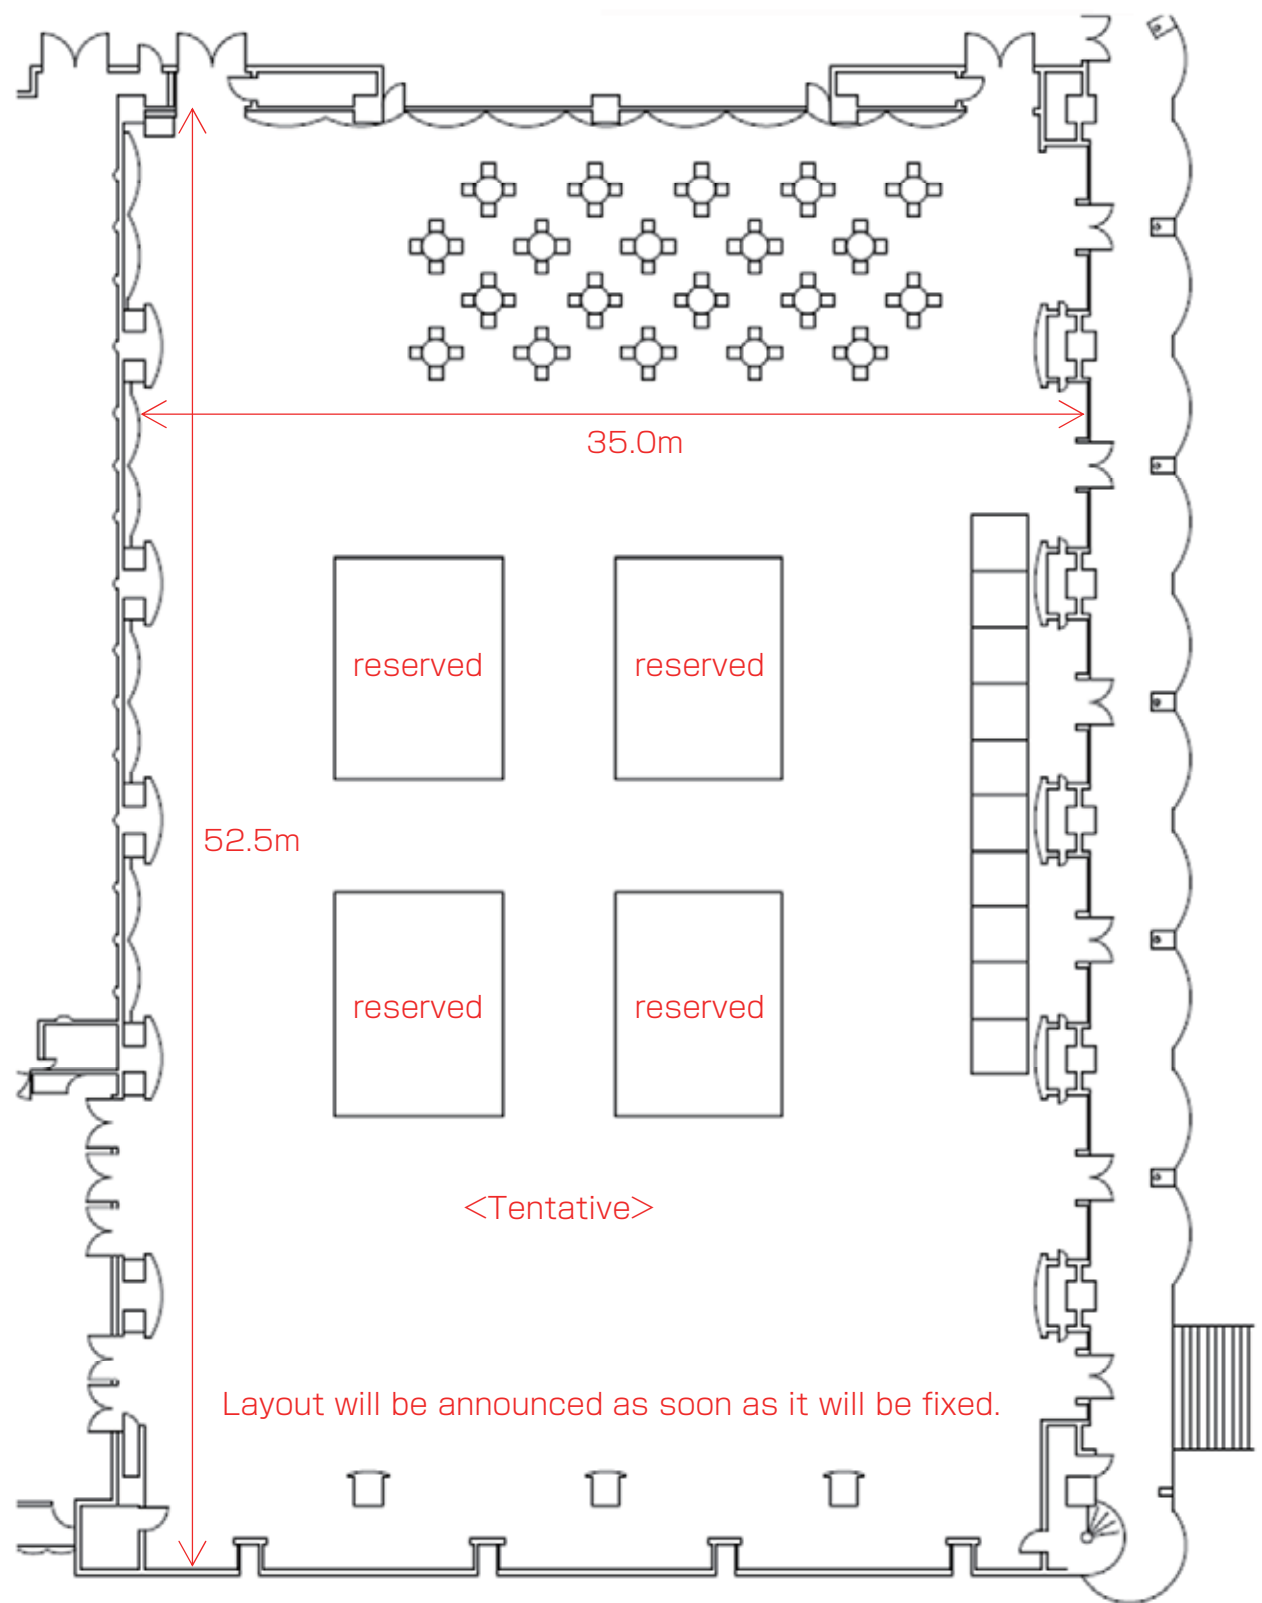 35.0m
reserved
reserved
52.5m
reserved
reserved
<Tentative>
Layout will be announced as soon as it will be fixed.